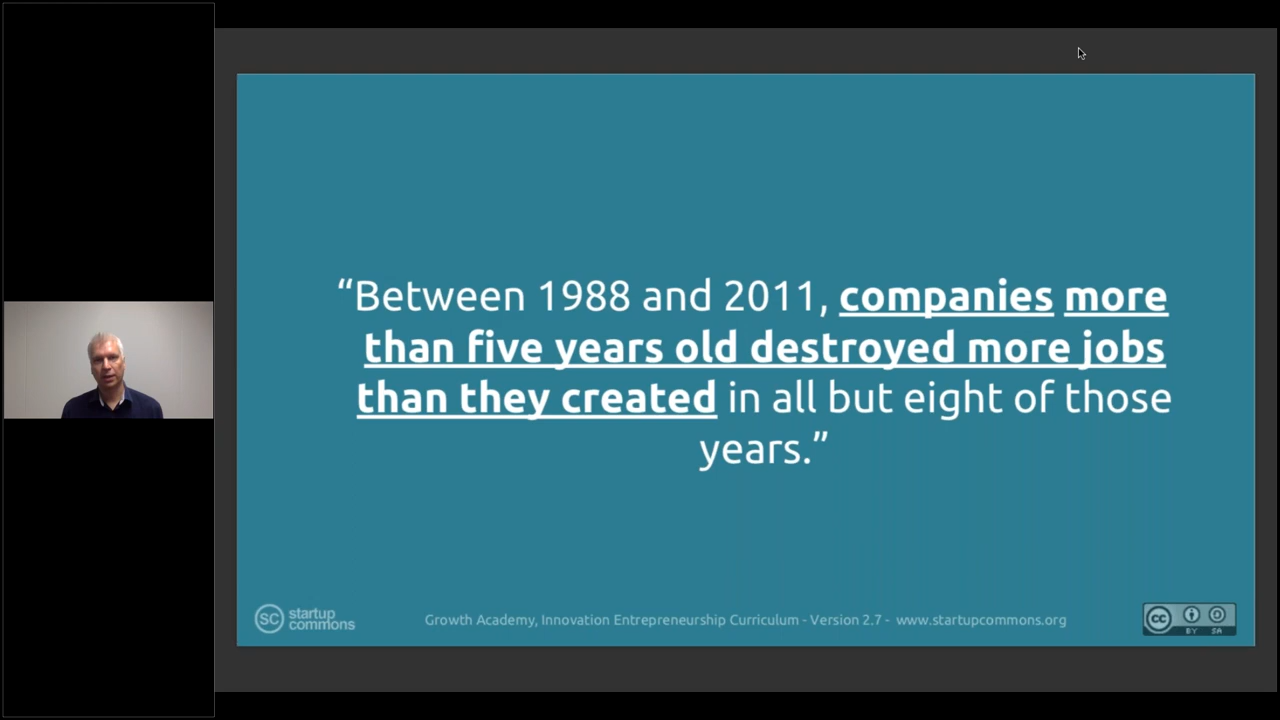 “Between 1988 and 2011, companies more
than five years old destroyed more jobs
than they created in all but eight of those
years.”
SC startup
commons
Growth Academy, Innovation Entrepreneurship Curriculum - Version 2.7 - www.startupcommons.org
cc
BY SA